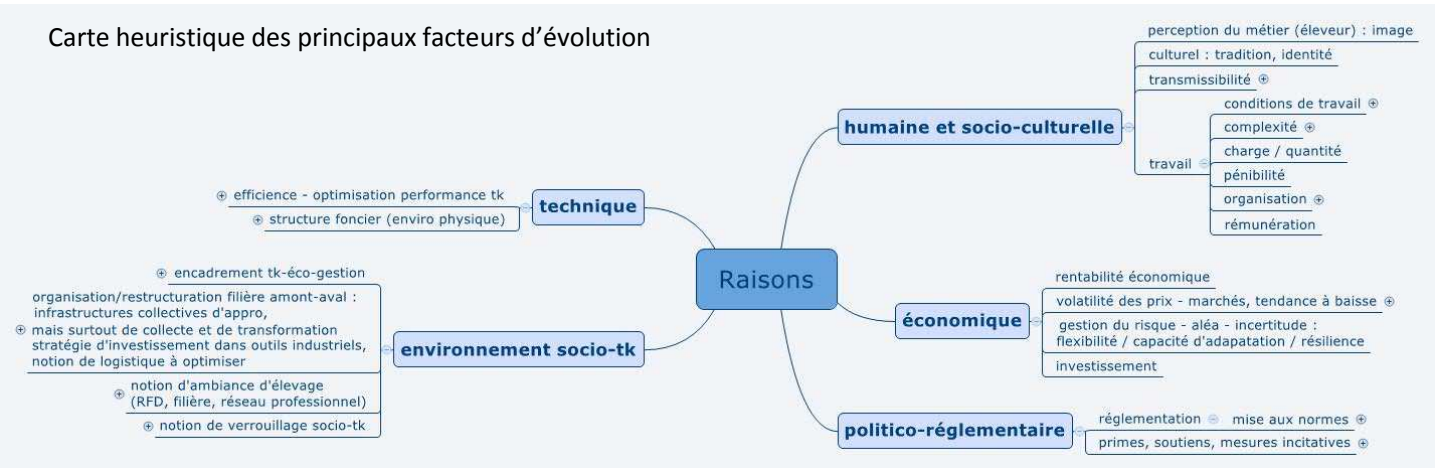 Carte heuristique des principaux facteurs d’évolution
Raisons
humaine et socio-culturelle
perception du métier (éleveur) : image
culturel : tradition, identité
transmissibilité
travail
conditions de travail
complexité
charge / quantité
pénibilité
organisation
rémunération
économique
rentabilité économique
volatilité des prix - marchés, tendance à baisse
gestion du risque - aléa - incertitude :
flexibilité / capacité d'adapatation / résilience
investissement
politico-réglementaire
réglementation
mise aux normes
primes, soutiens, mesures incitatives
technique
efficience - optimisation performance tk
structure foncier (enviro physique)
environnement socio-tk
encadrement tk-éco-gestion
organisation/restructuration filière amont-aval :
infrastructures collectives d'appro,
mais surtout de collecte et de transformation
stratégie d'investissement dans outils industriels,
notion de logistique à optimiser
notion d'ambiance d'élevage
(RFD, filière, réseau professionnel)
notion de verrouillage socio-tk